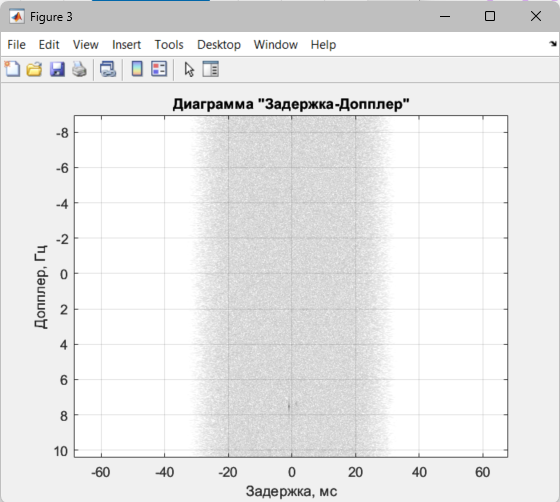 Figure 3
File Edit View Insert Tools Desktop Window Help
Диаграмма "Задержка-Допплер"
-8
-6
-4
-2
0
2
4
6
8
10
Допплер, Гц
-60 -40 -20 0 20 40 60
Задержка, мс